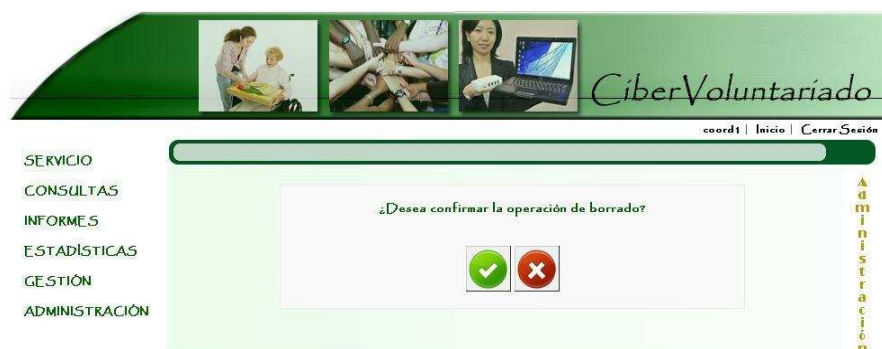 CiberVoluntariado
coord1 | Inicio | Cerrar Sesión
SERVICIO
CONSULTAS
INFORMES
ESTADÍSTICAS
GESTIÓN
ADMINISTRACIÓN
¿Desea confirmar la operación de borrado?
Administración